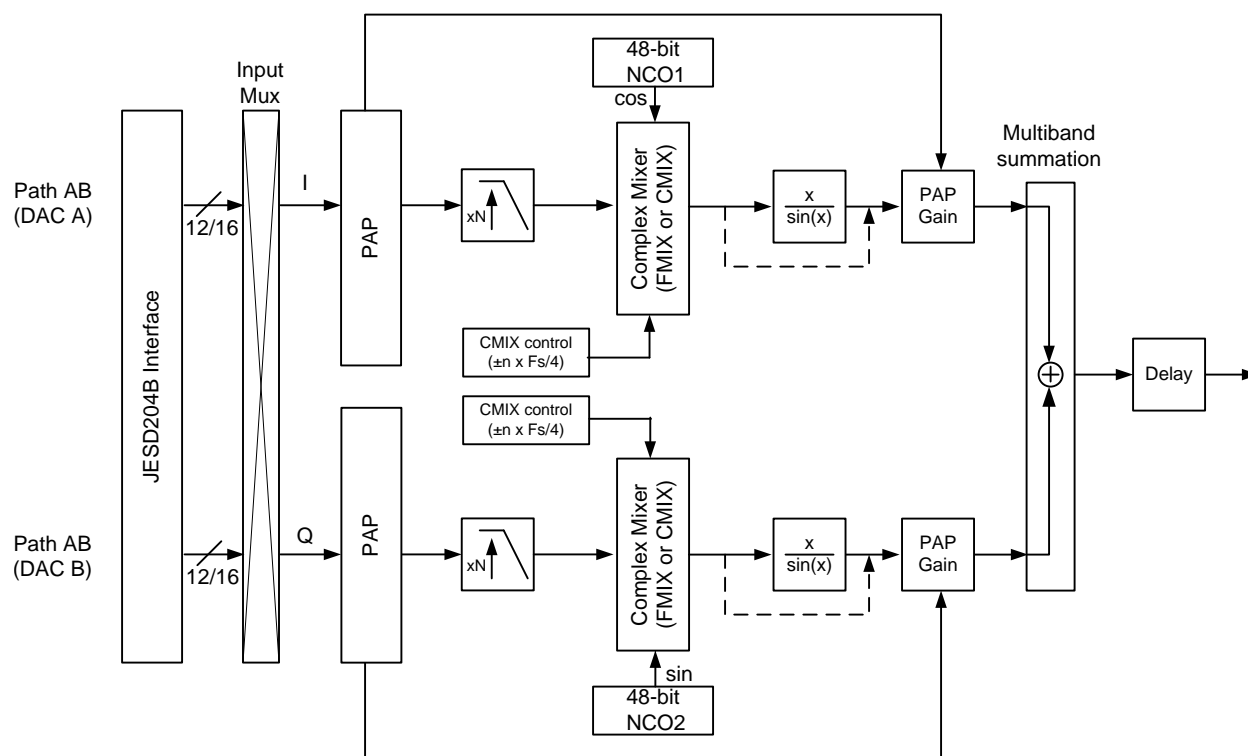 48-bit
NCO1
cos
Input
Mux
Multiband
summation
Path AB
(DAC A)
12/16
I
PAP
xN
Complex Mixer
(FMIX or CMIX)
x
sin(x)
PAP
Gain
JESD204B Interface
CMIX control
(±n x Fs/4)
Delay
CMIX control
(±n x Fs/4)
Path AB
(DAC B)
12/16
Q
PAP
xN
Complex Mixer
(FMIX or CMIX)
x
sin(x)
PAP
Gain
sin
48-bit
NCO2